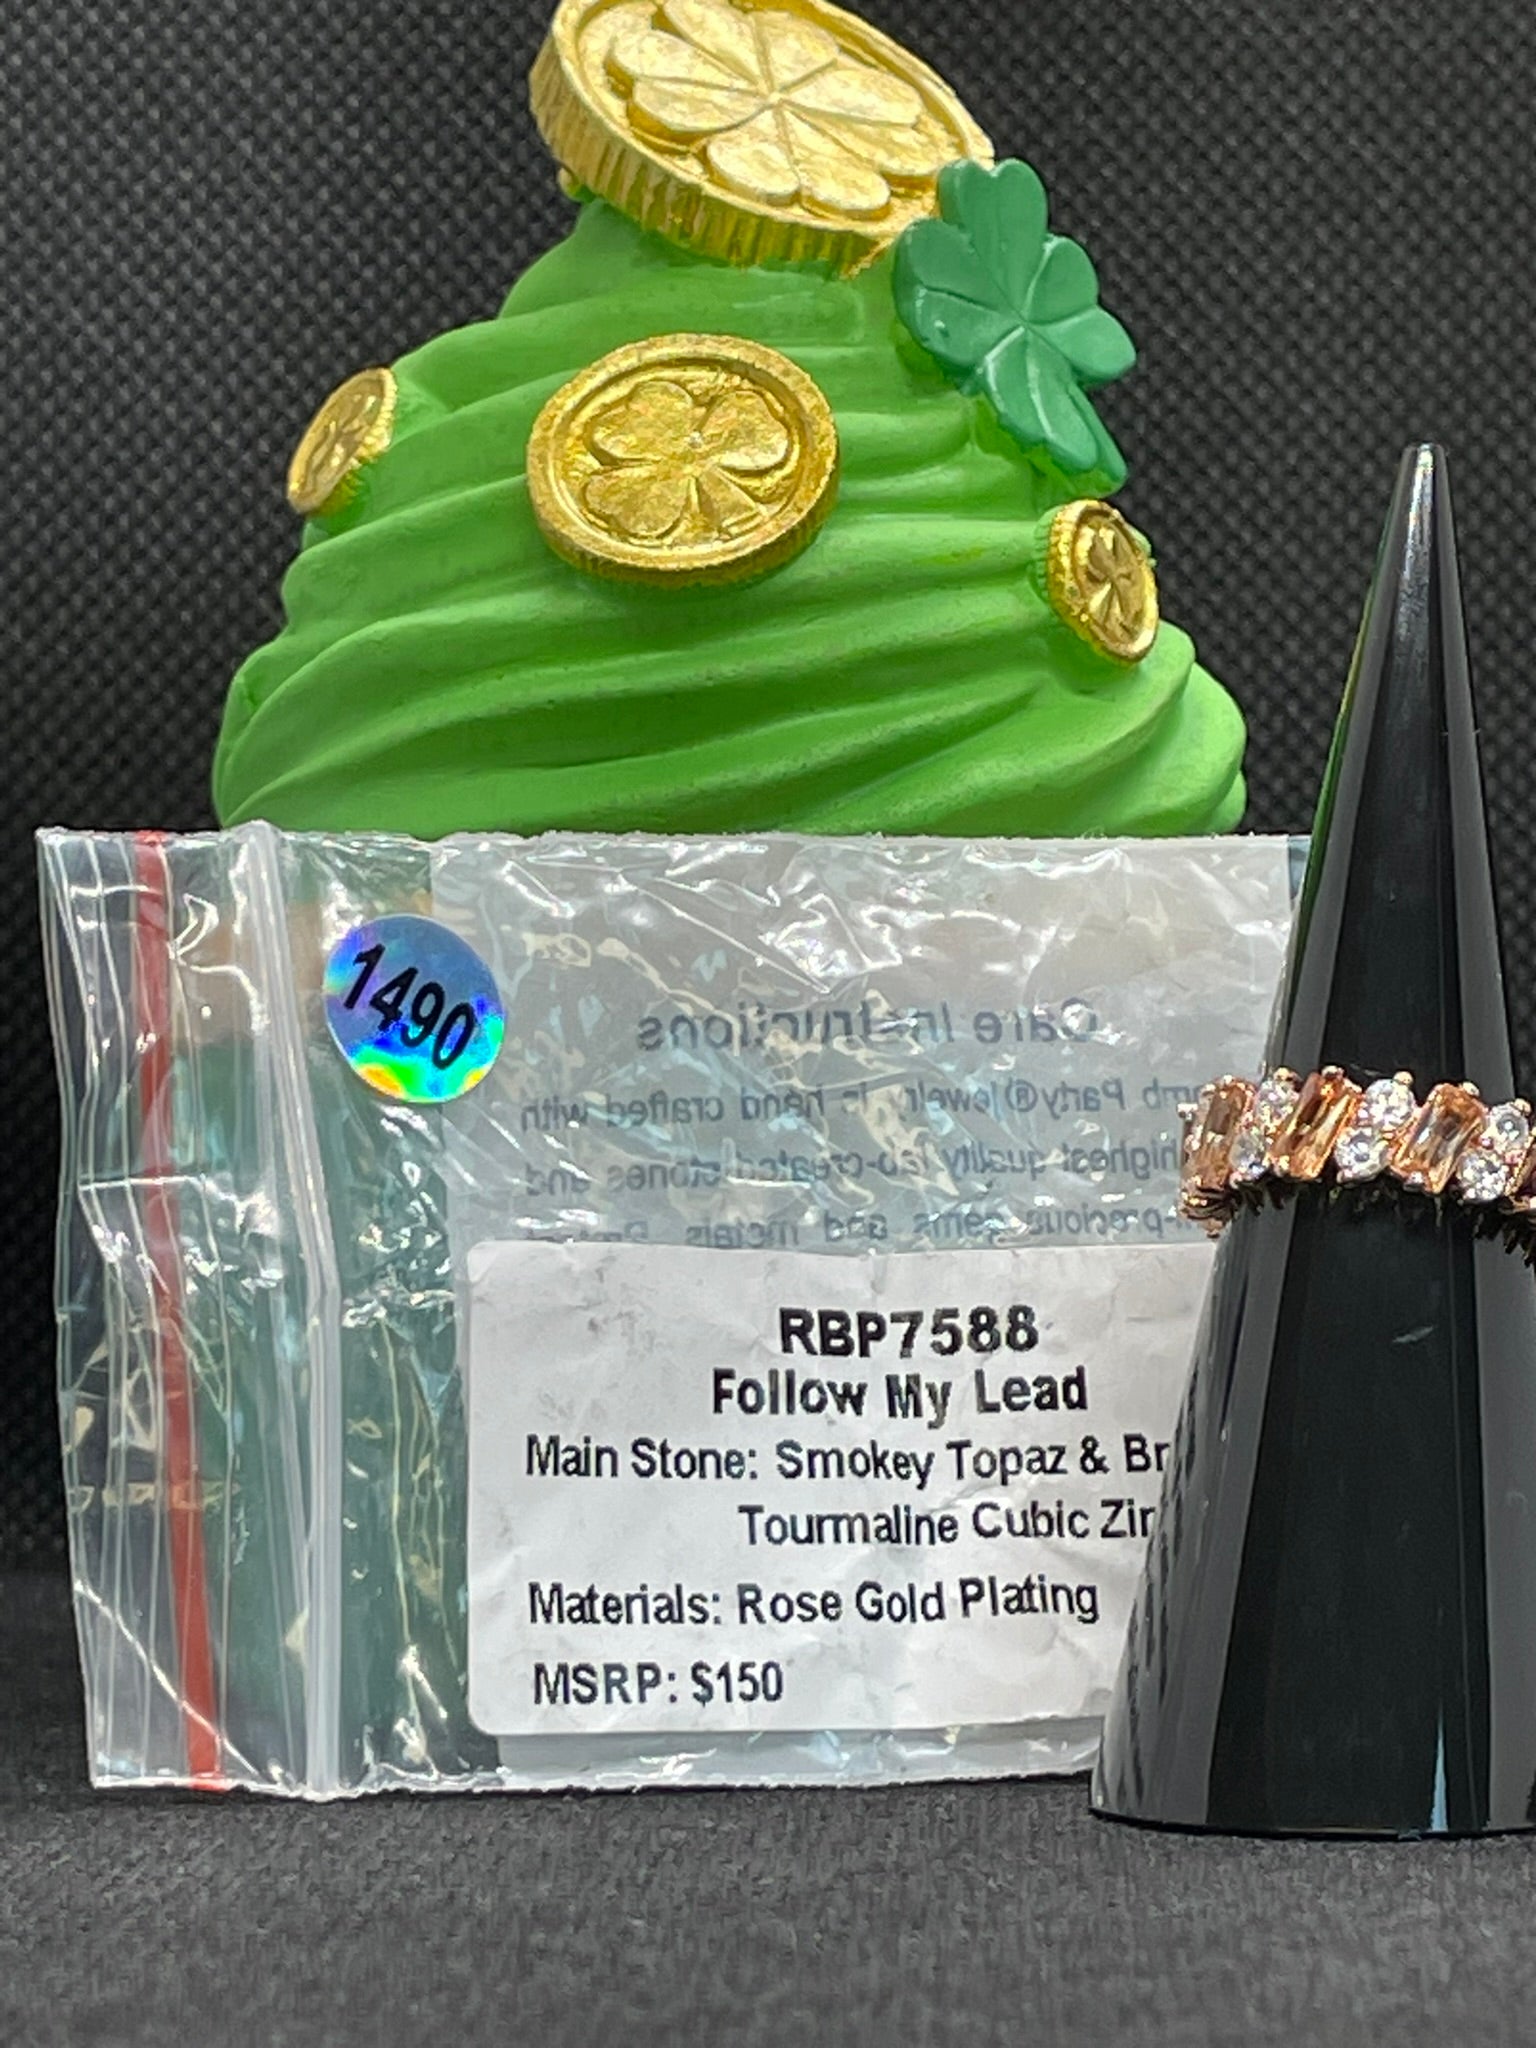 1490
Care Instructions
Party® Jewelry is hand crafted with
highest quality lab-created stones and
gems and metals
RBP7588
Follow My Lead
Main Stone: Smokey Topaz & Br
Tourmaline Cubic Zir
Materials: Rose Gold Plating
MSRP: $150